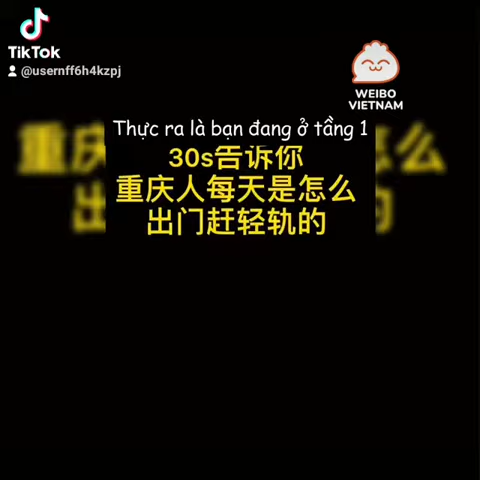 TikTok
@usernff6h4kzpj
WEIBO
VIETNAM
Thực ra là bạn đang ở tầng 1
30s告诉你
重庆人每天是怎么
出门赶轻轨的